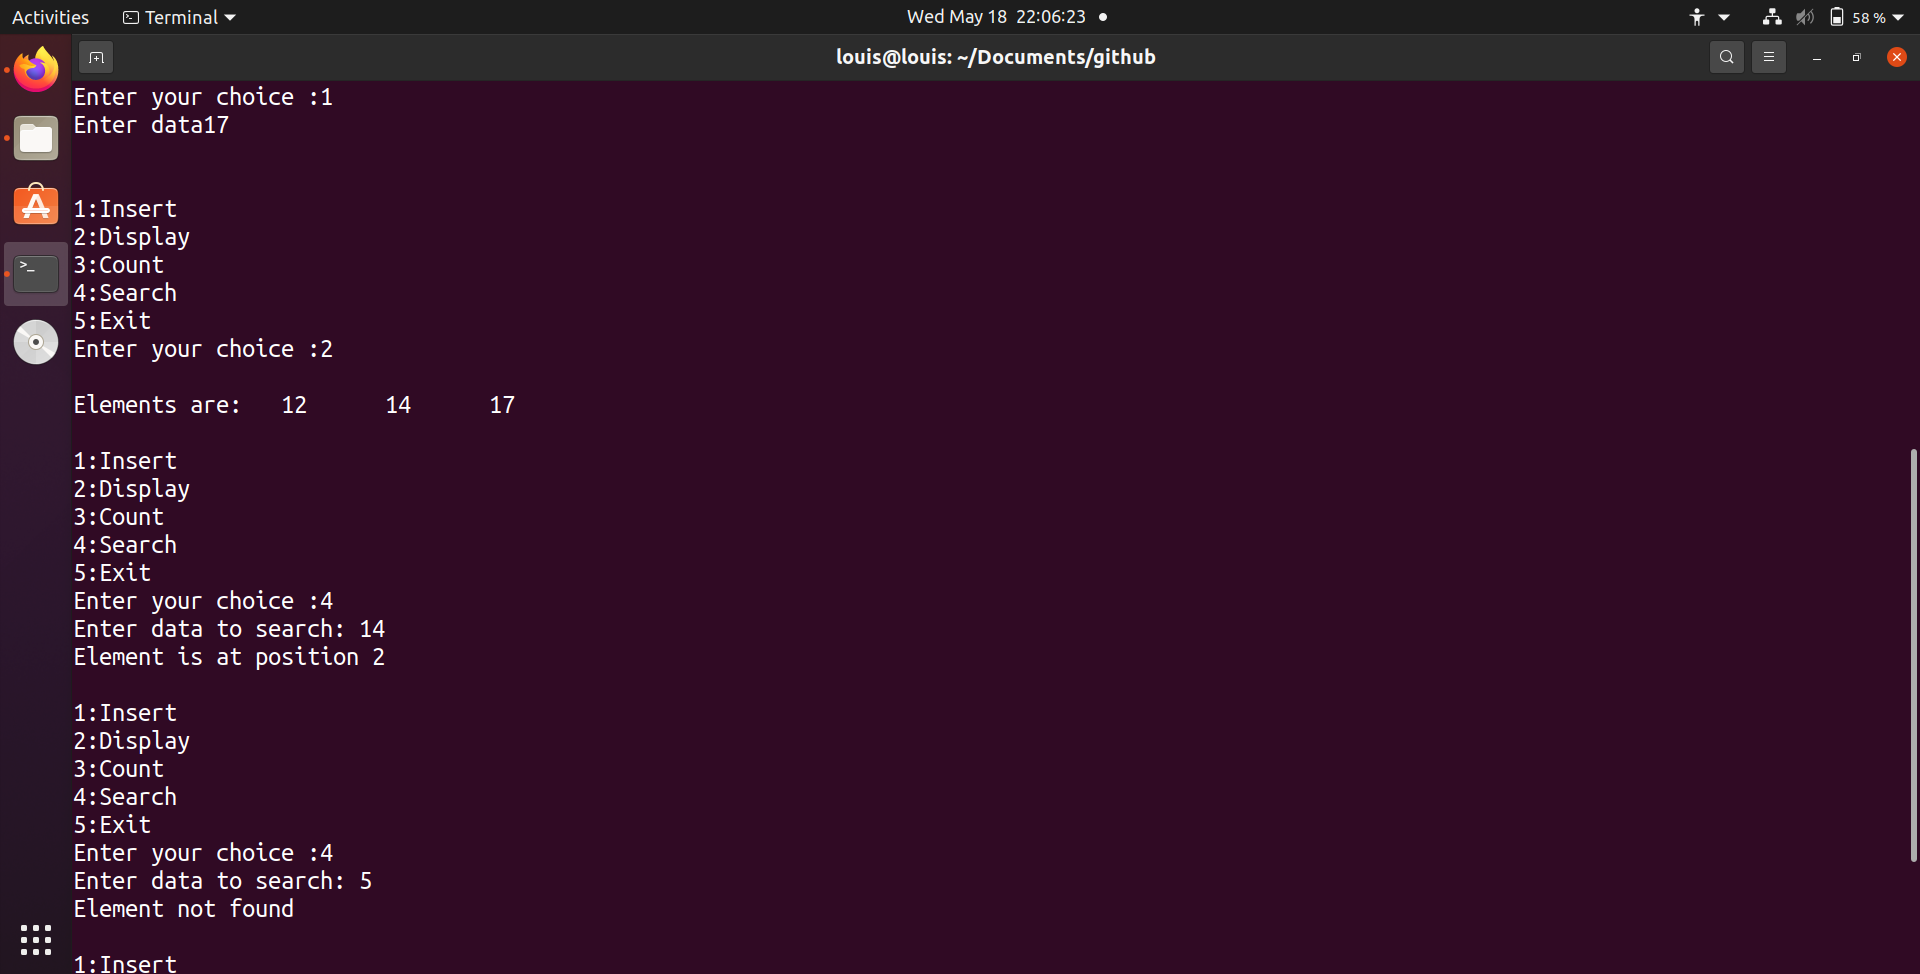 Activities Terminal Wed May 18 22:06:23 58 %
louis@louis: ~/Documents/github
Enter your choice :1
Enter data17
1:Insert
2:Display
3:Count
4:Search
5:Exit
Enter your choice :2
Elements are: 12 14 17
1:Insert
2:Display
3:Count
4:Search
5:Exit
Enter your choice :4
Enter data to search: 14
Element is at position 2
1:Insert
2:Display
3:Count
4:Search
5:Exit
Enter your choice :4
Enter data to search: 5
Element not found
1:Insert